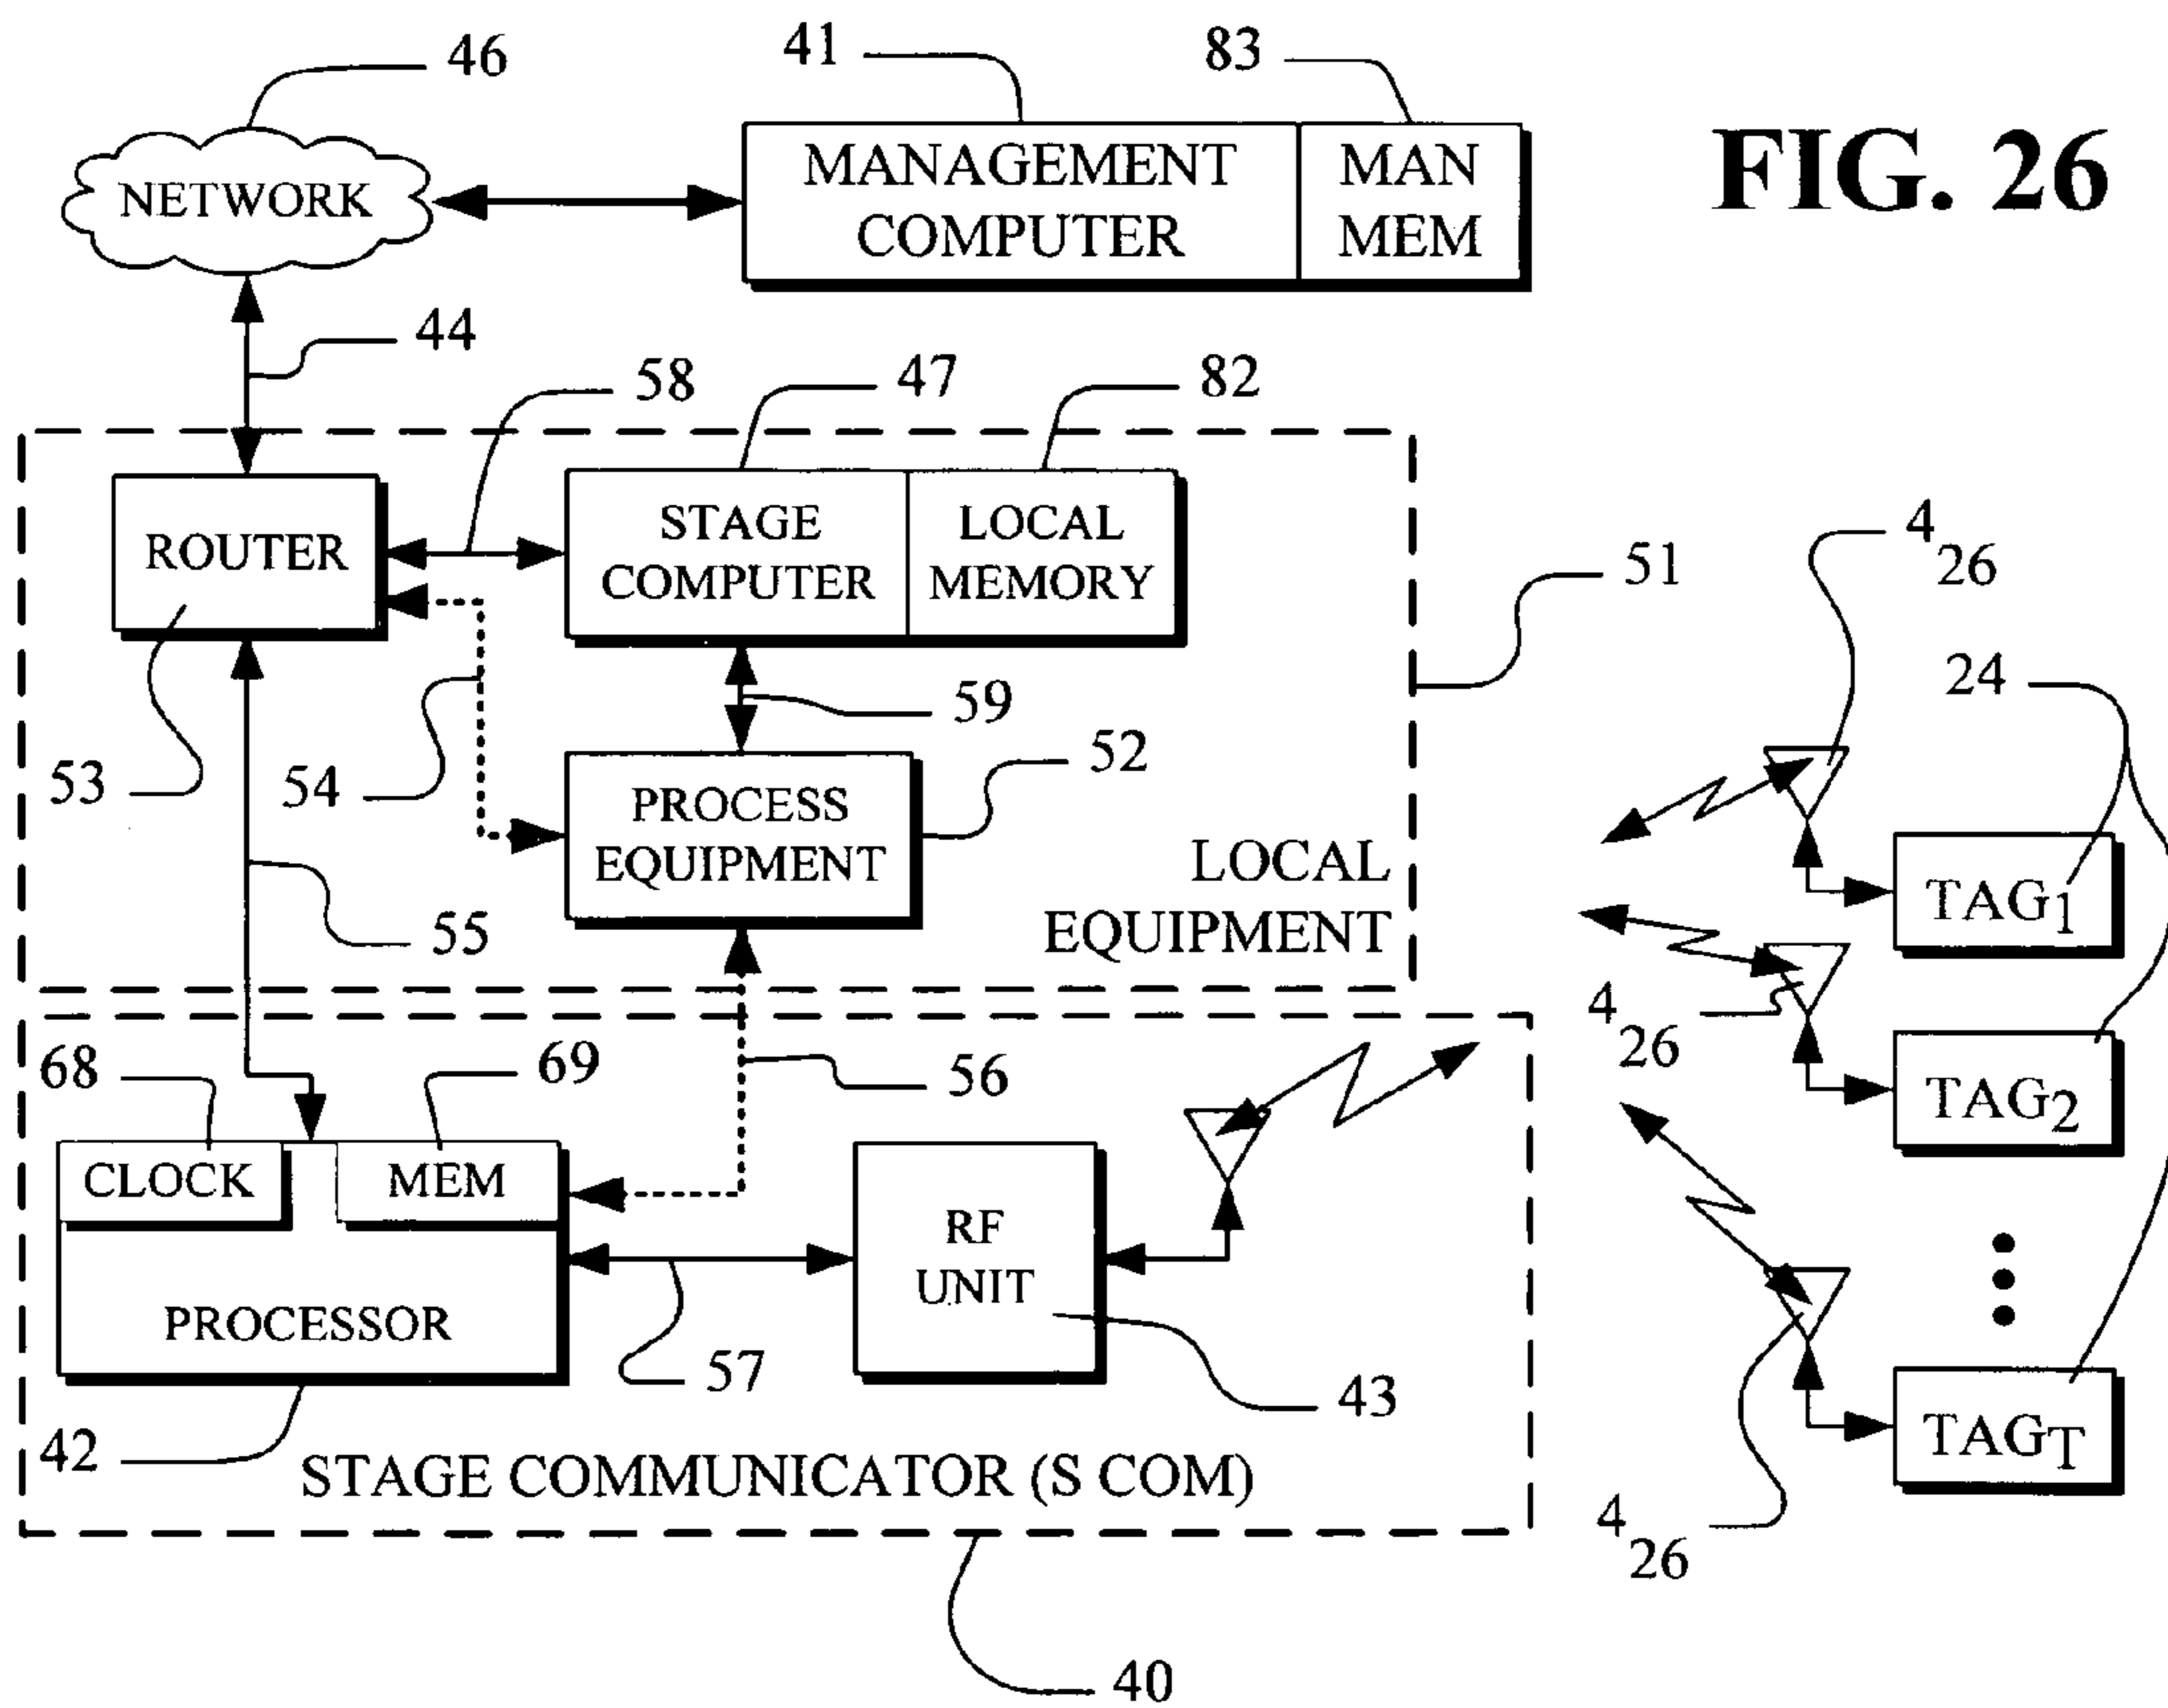 46
41
83
FIG. 26
NETWORK
MANAGEMENT
COMPUTER
MAN
MEM
44
58
47
82
ROUTER
STAGE
COMPUTER
LOCAL
MEMORY
4 26
51
24
59
53
54
52
PROCESS
EQUIPMENT
LOCAL
EQUIPMENT
TAG1
55
4 26
68
69
56
TAG2
CLOCK
MEM
RF
UNIT
PROCESSOR
57
43
TAGT
42
STAGE COMMUNICATOR (S COM)
4 26
40